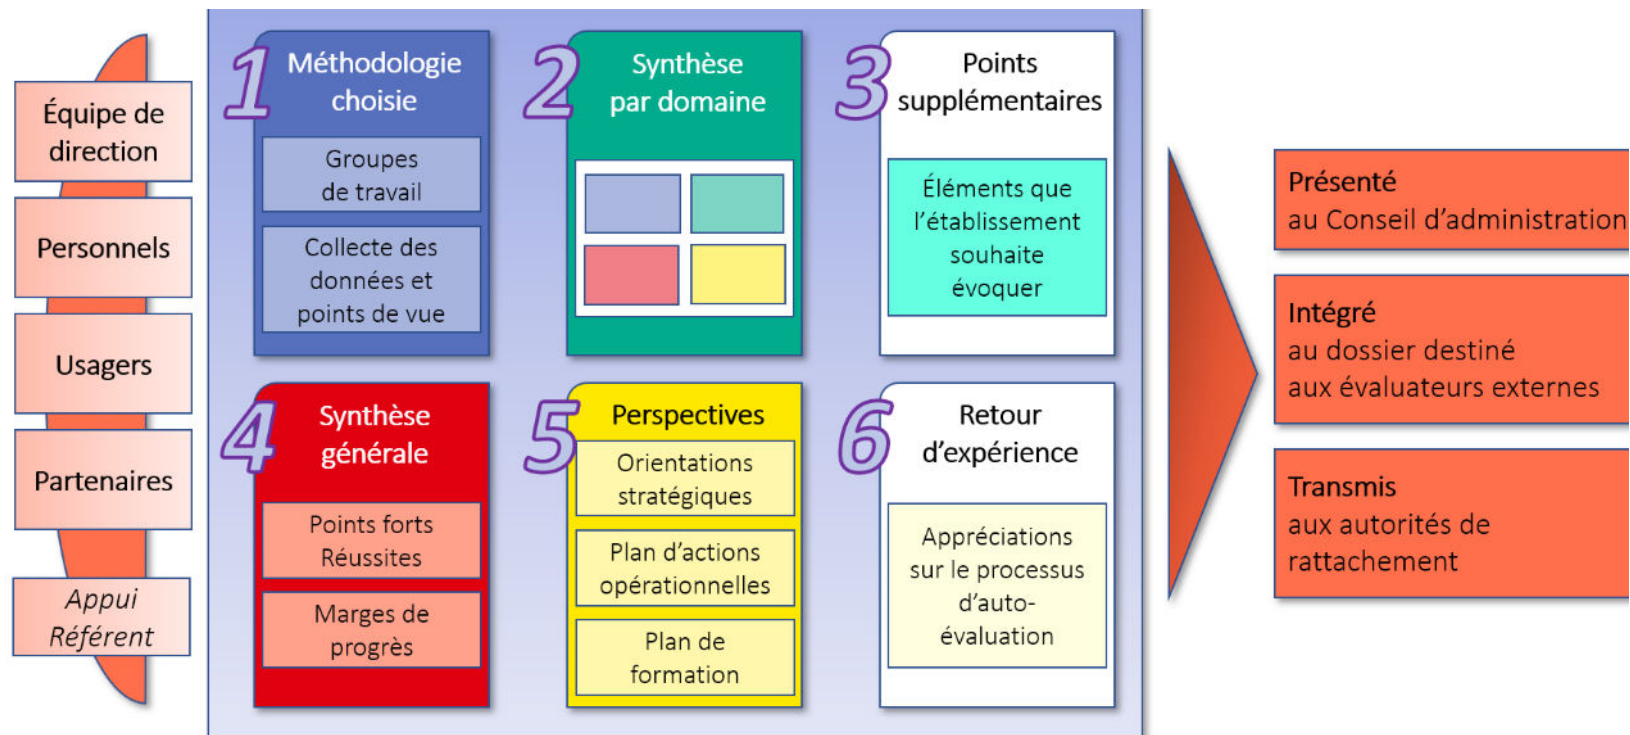 Équipe de
direction
Personnels
Usagers
Partenaires
Appui
Référent
1
Méthodologie
choisie
Groupes
de travail
Collecte des
données et
points de vue
2
Synthèse
par domaine
3
Points
supplémentaires
Éléments que
l’établissement
souhaite
évoquer
4
Synthèse
générale
Points forts
Réussites
Marges de
progrès
5
Perspectives
Orientations
stratégiques
Plan d’actions
opérationnelles
Plan de
formation
6
Retour
d’expérience
Appréciations
sur le processus
d’auto-
évaluation
Présenté
au Conseil d’administration
Intégré
au dossier destiné
aux évaluateurs externes
Transmis
aux autorités de
rattachement